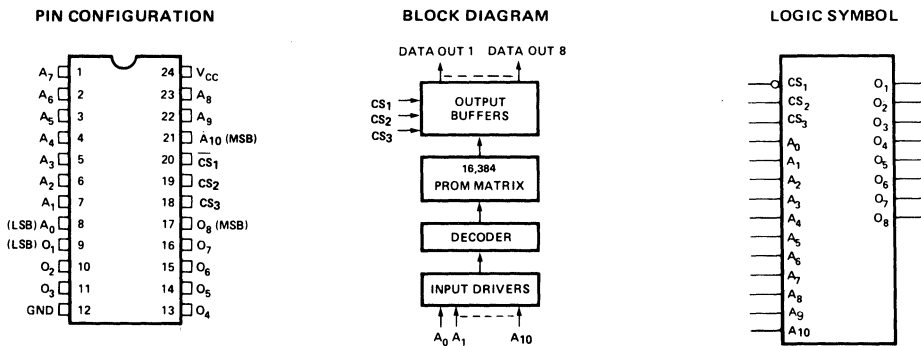 PIN CONFIGURATION
A7 1 24 VCC
A6 2 23 A8
A5 3 22 A9
A4 4 21 A10 (MSB)
A3 5 20 C̅S̅1
A2 6 19 CS2
A1 7 18 CS3
(LSB) A0 8 17 O8 (MSB)
(LSB) O1 9 16 O7
O2 10 15 O6
O3 11 14 O5
GND 12 13 O4
BLOCK DIAGRAM
DATA OUT 1 DATA OUT 8
CS1
CS2
CS3
OUTPUT
BUFFERS
16,384
PROM MATRIX
DECODER
INPUT DRIVERS
A0 A1 A10
LOGIC SYMBOL
CS1 O1
CS2 O2
CS3 O3
A0 O4
A1 O5
A2 O6
A3 O7
A4 O8
A5
A6
A7
A8
A9
A10